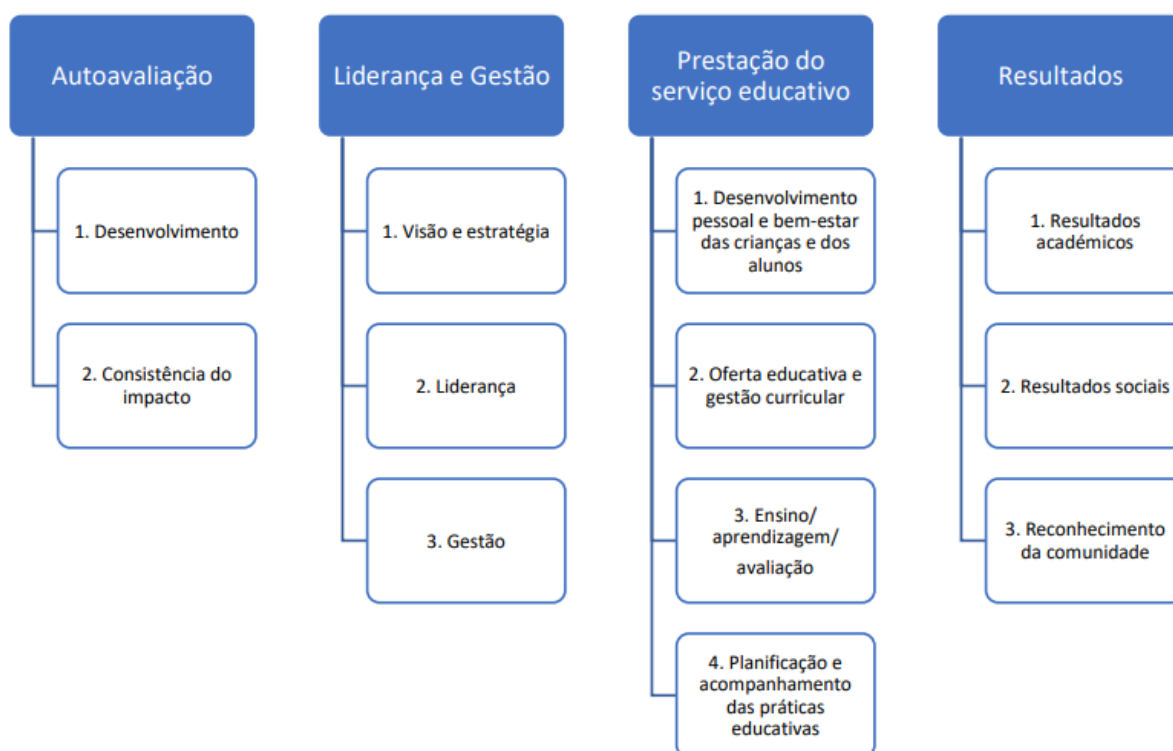 Autoavaliação
1. Desenvolvimento
2. Consistência do
impacto
Liderança e Gestão
1. Visão e estratégia
2. Liderança
3. Gestão
Prestação do
serviço educativo
1. Desenvolvimento
pessoal e bem-estar
das crianças e dos
alunos
2. Oferta educativa e
gestão curricular
3. Ensino/
aprendizagem/
avaliação
4. Planificação e
acompanhamento
das práticas
educativas
Resultados
1. Resultados
académicos
2. Resultados sociais
3. Reconhecimento
da comunidade